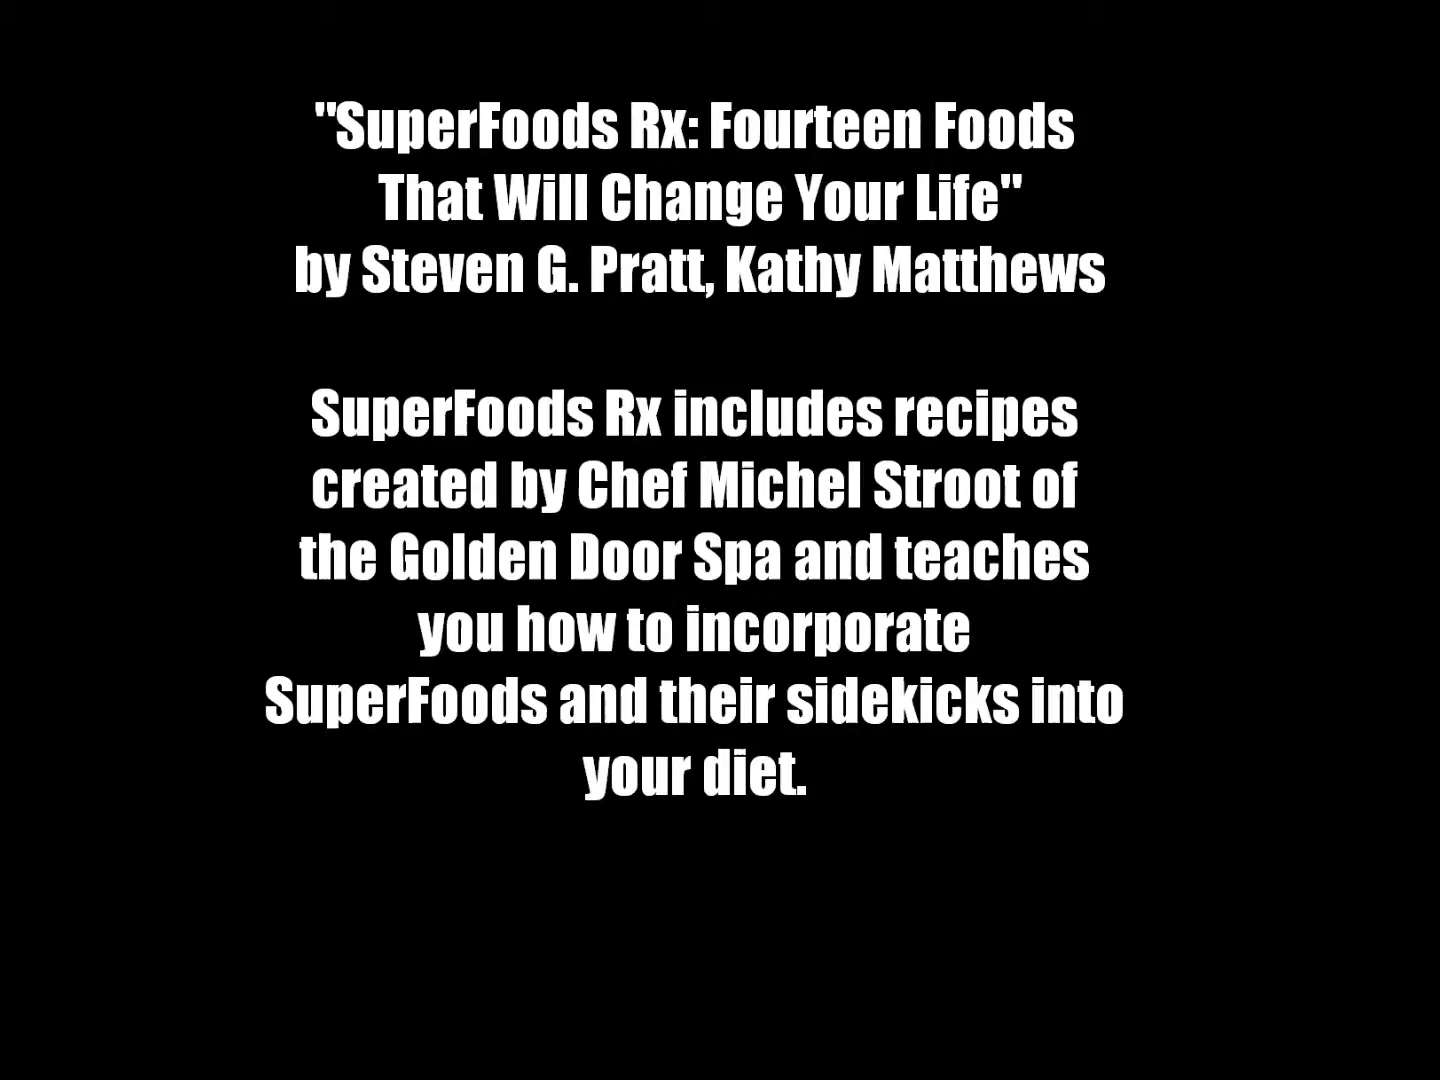 "SuperFoods Rx: Fourteen Foods
That Will Change Your Life"
by Steven G. Pratt, Kathy Matthews
SuperFoods Rx includes recipes
created by Chef Michel Stroot of
the Golden Door Spa and teaches
you how to incorporate
SuperFoods and their sidekicks into
your diet.